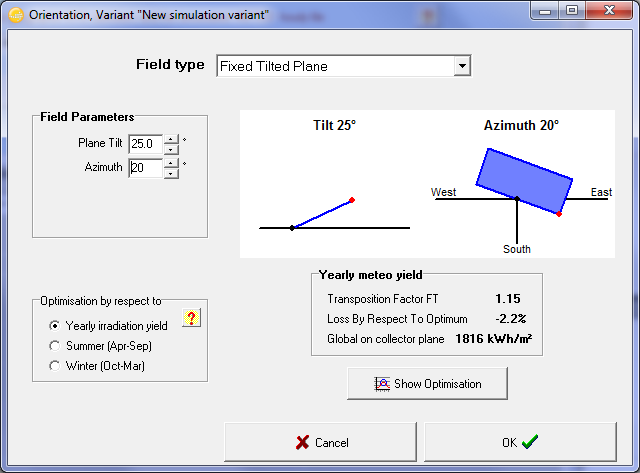 Orientation, Variant "New simulation variant"
Field type Fixed Tilted Plane
Field Parameters
Plane Tilt 25.0 °
Azimuth 20 °
Tilt 25°
Azimuth 20°
West East
South
Yearly meteo yield
Transposition Factor FT 1.15
Loss By Respect To Optimum -2.2%
Global on collector plane 1816 kWh/m²
Optimisation by respect to
Yearly irradiation yield ?
Summer (Apr-Sep)
Winter (Oct-Mar)
Show Optimisation
Cancel OK